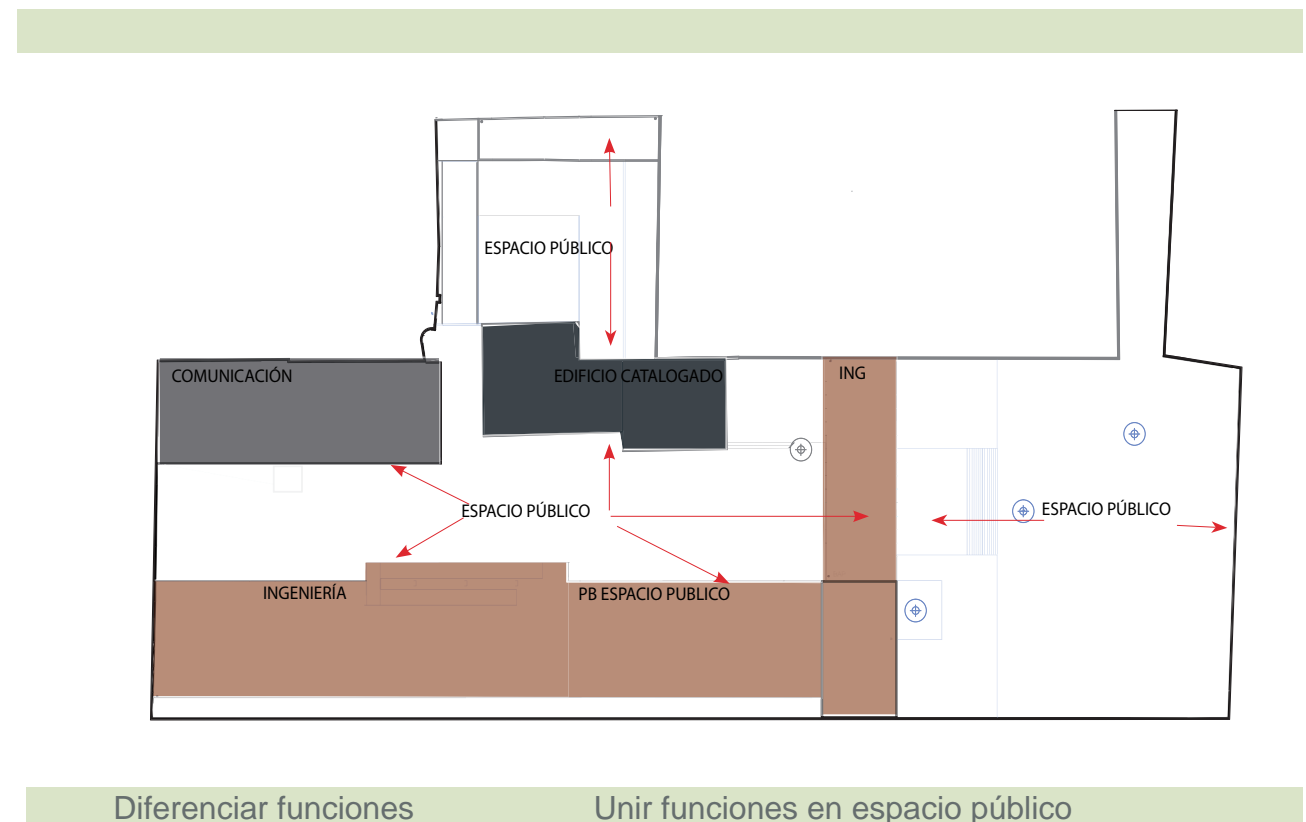 ESPACIO PÚBLICO
COMUNICACIÓN
EDIFICIO CATALOGADO
ING
ESPACIO PÚBLICO
ESPACIO PÚBLICO
INGENIERÍA
PB ESPACIO PUBLICO
Diferenciar funciones
Unir funciones en espacio público